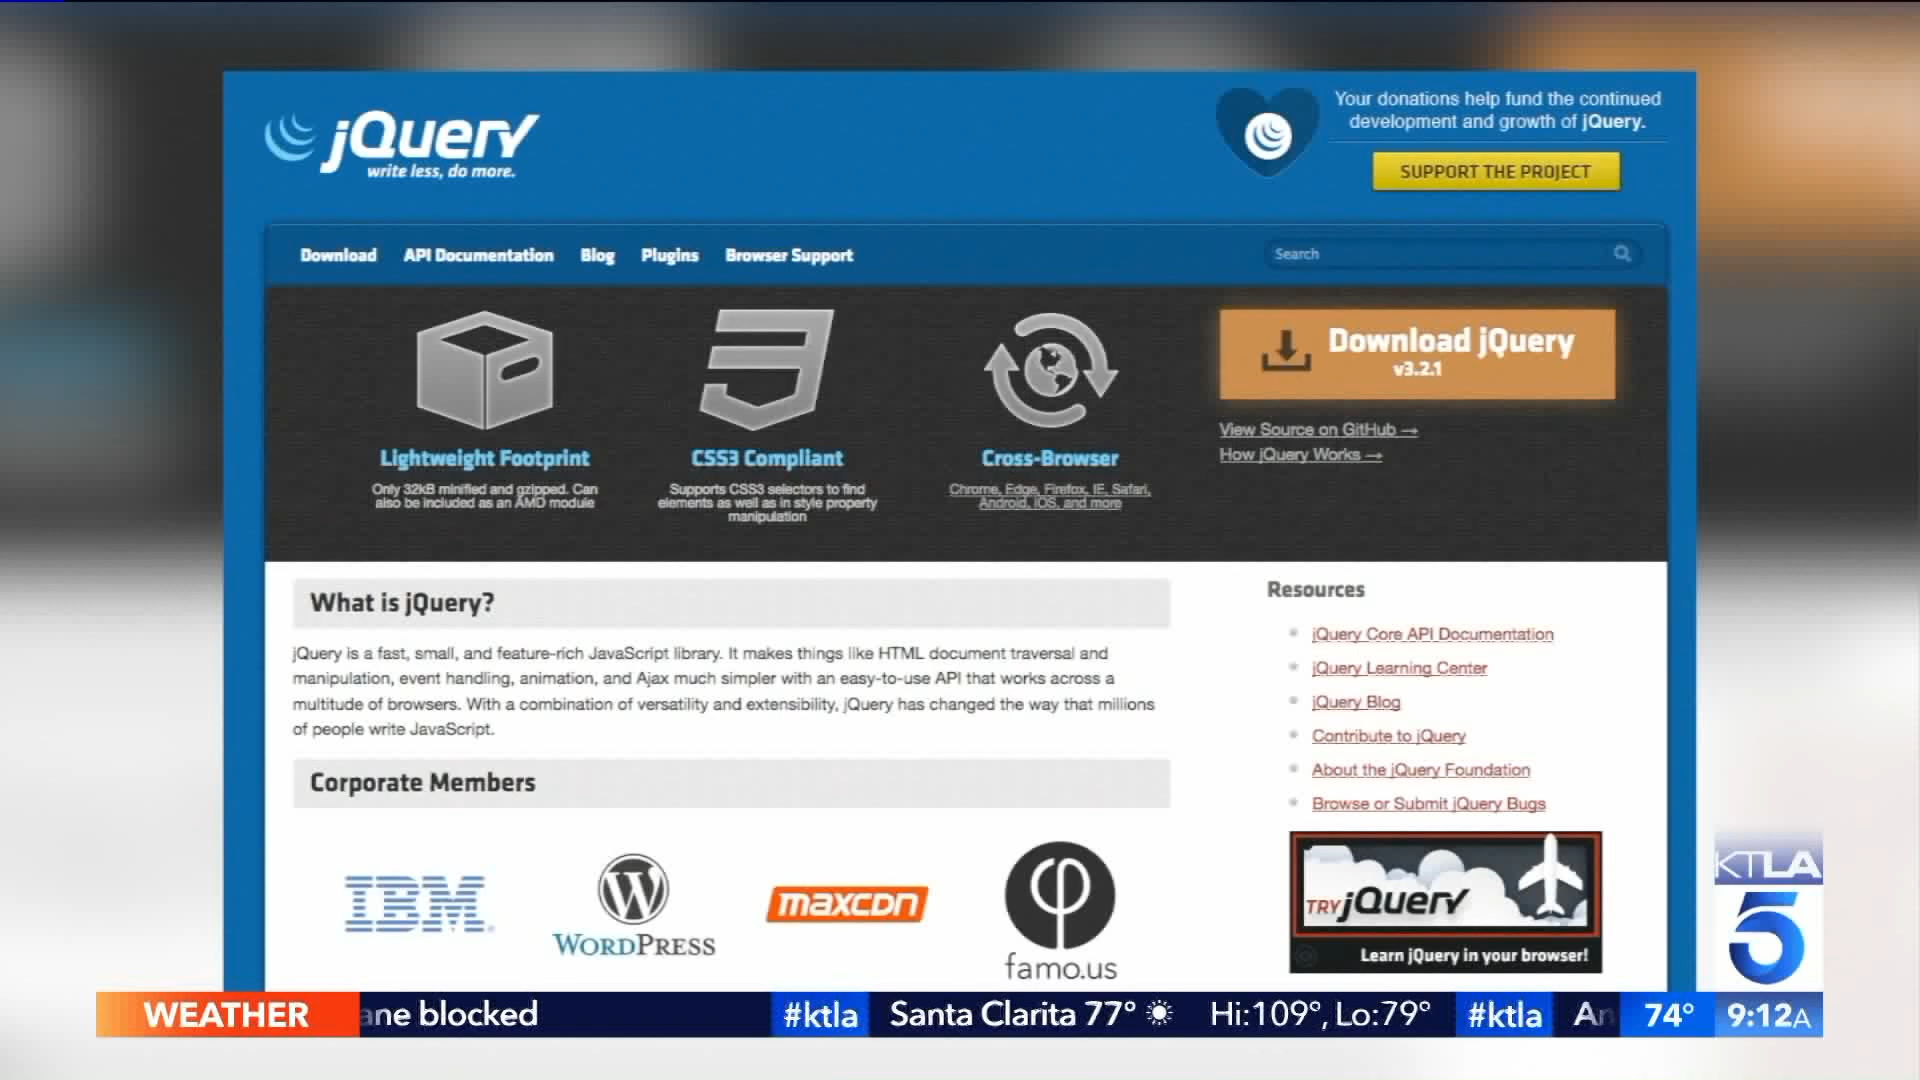 jQuery
write less, do more.
Your donations help fund the continued
development and growth of jQuery.
SUPPORT THE PROJECT
Download API Documentation Blog Plugins Browser Support
Search
Lightweight Footprint
Only 32kB minified and gzipped. Can
also be included as an AMD module
CSS3 Compliant
Supports CSS3 selectors to find
elements as well as in style property
manipulation
Cross-Browser
Chrome, Edge, Firefox, IE, Safari,
Android, iOS, and more
Download jQuery
v3.2.1
View Source on GitHub →
How jQuery Works →
What is jQuery?
jQuery is a fast, small, and feature-rich JavaScript library. It makes things like HTML document traversal and
manipulation, event handling, animation, and Ajax much simpler with an easy-to-use API that works across a
multitude of browsers. With a combination of versatility and extensibility, jQuery has changed the way that millions
of people write JavaScript.
Corporate Members
IBM
WORDPRESS
maxcdn
famo.us
Resources
jQuery Core API Documentation
jQuery Learning Center
jQuery Blog
Contribute to jQuery
About the jQuery Foundation
Browse or Submit jQuery Bugs
TRY jQuery
Learn jQuery in your browser!
KTLA
5
WEATHER ane blocked #ktla Santa Clarita 77° Hi:109°, Lo:79° #ktla An 74° 9:12A